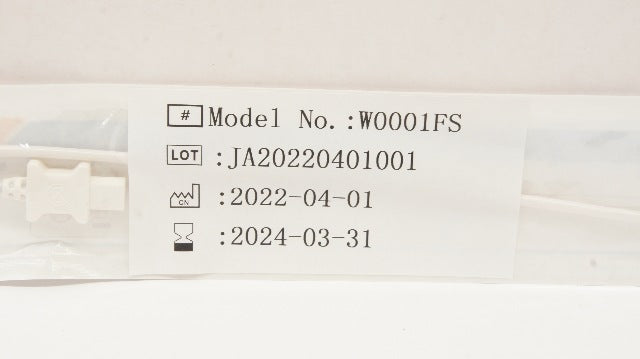 # Model No.:W0001FS
LOT :JA20220401001
CN :2022-04-01
:2024-03-31